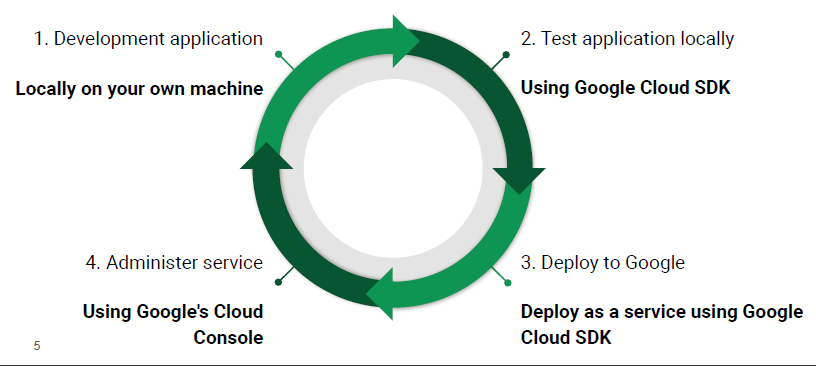 1. Development application
Locally on your own machine
2. Test application locally
Using Google Cloud SDK
3. Deploy to Google
Deploy as a service using Google
Cloud SDK
4. Administer service
Using Google's Cloud
Console
5